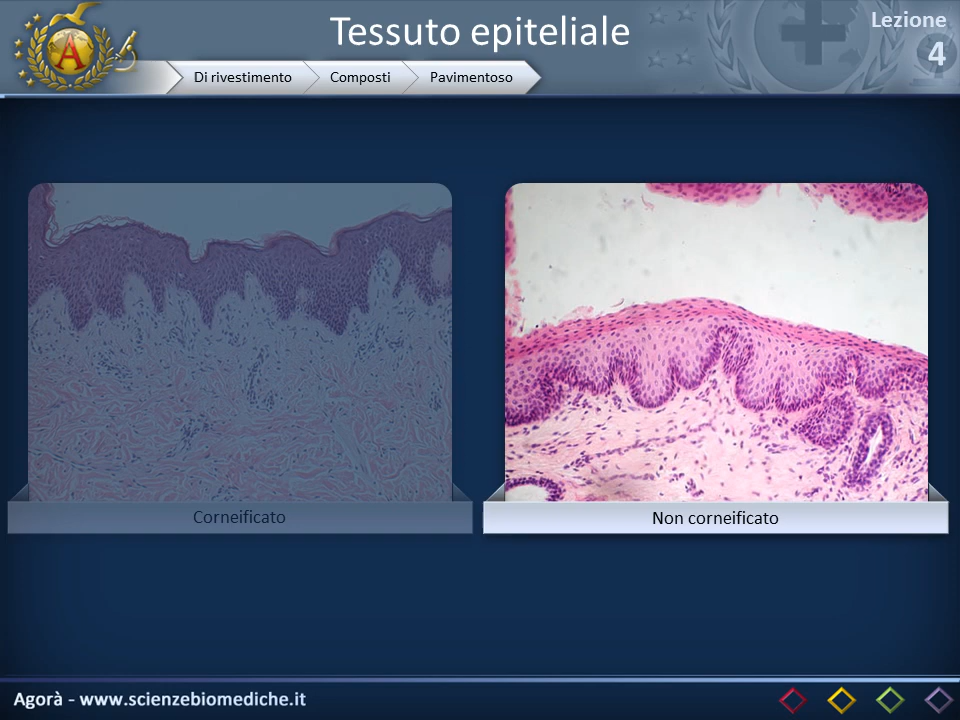 Tessuto epiteliale
Lezione
4
A
Di rivestimento
Composti
Pavimentoso
Corneificato
Non corneificato
Agorà - www.scienzebiomediche.it